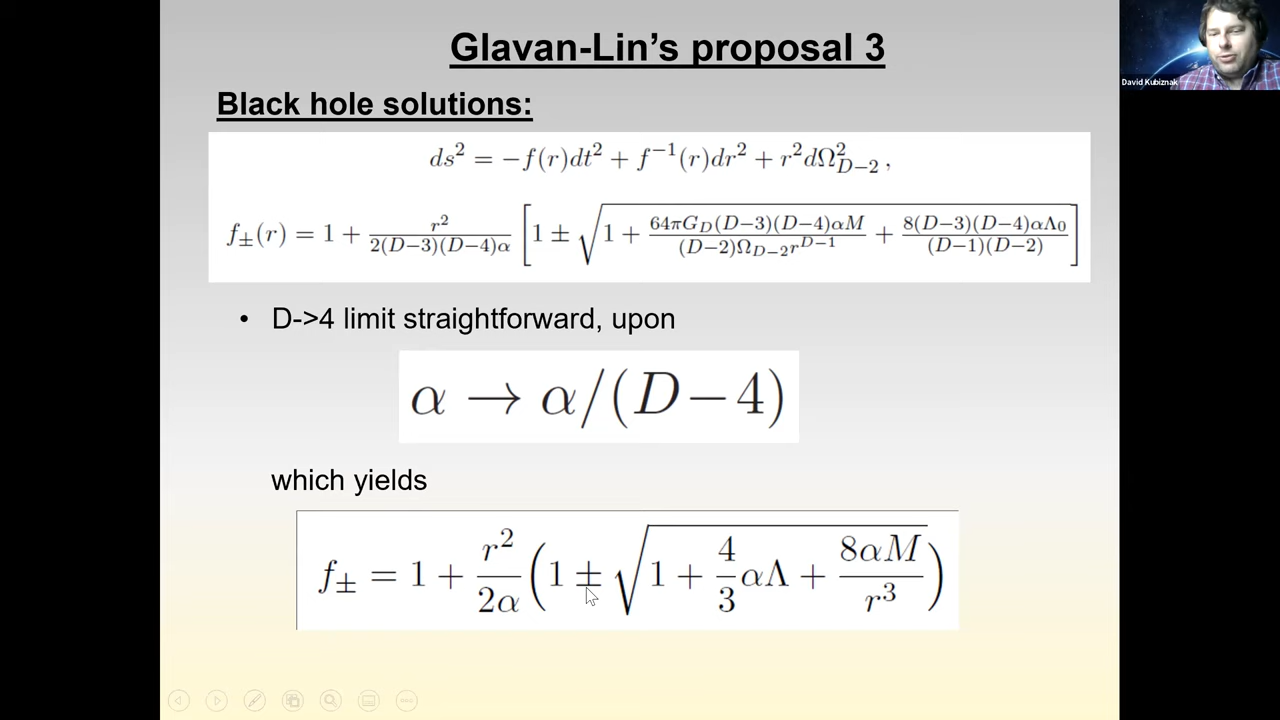 Glavan-Lin's proposal 3
David Kubiznak
Black hole solutions:
ds² = −f(r)dt² + f⁻¹(r)dr² + r²dΩ²_{D−2} ,
f±(r) = 1 + r²/(2(D−3)(D−4)α) [1 ± √(1 + 64πG_D(D−3)(D−4)αM/((D−2)Ω_{D−2}r^{D−1}) + 8(D−3)(D−4)αΛ₀/((D−1)(D−2)))]
• D->4 limit straightforward, upon
α → α/(D−4)
which yields
f± = 1 + r²/2α (1 ± √(1 + 4/3 αΛ + 8αM/r³))